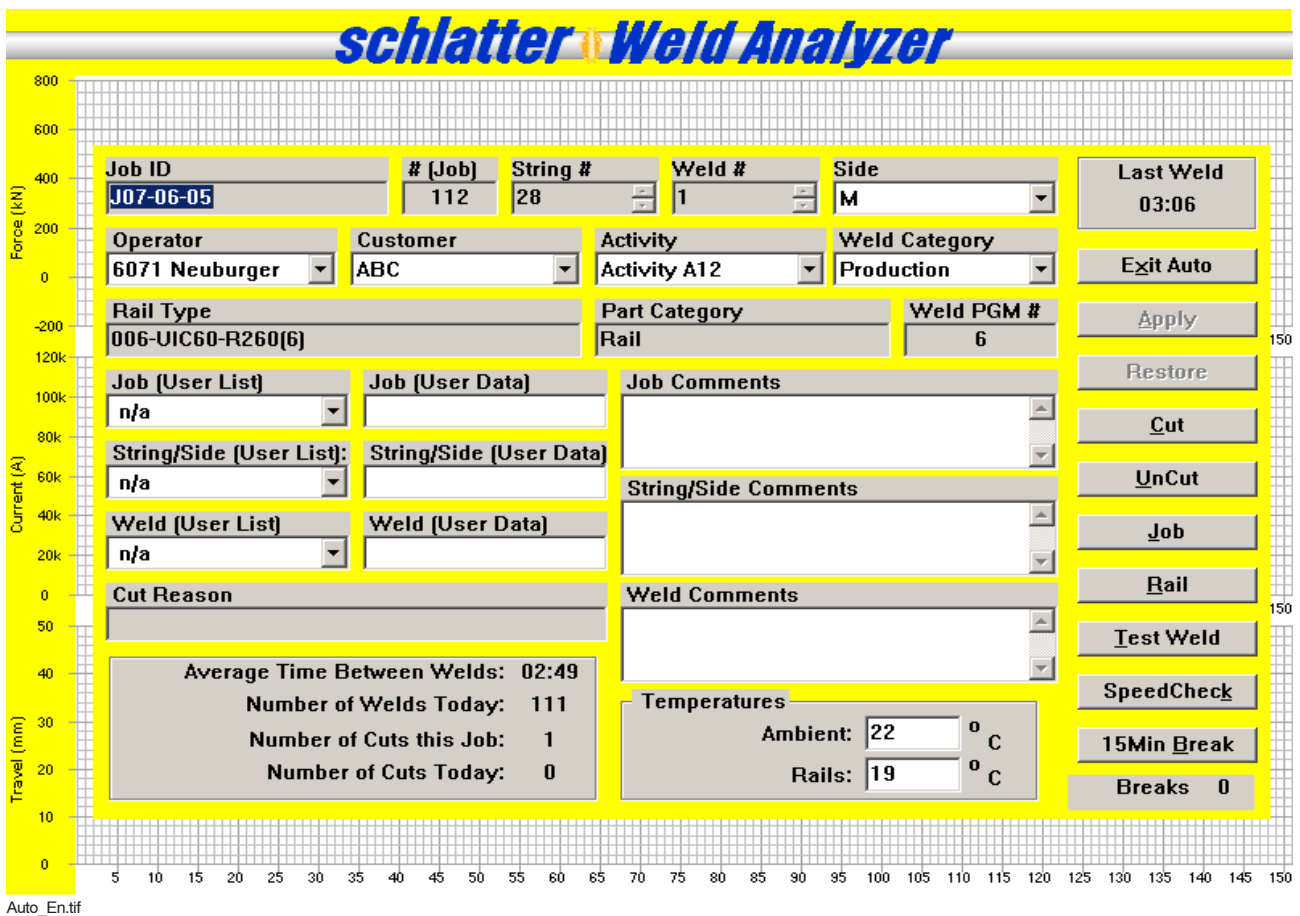 schlatter Weld Analyzer
800
600
400
200
0
-200
Force (kN)
120k
100k
80k
60k
40k
20k
0
Current (A)
50
40
30
20
10
0
Travel (mm)
Job ID # (Job) String # Weld # Side
J07-06-05 112 28 1 M
Operator Customer Activity Weld Category
6071 Neuburger ABC Activity A12 Production
Rail Type Part Category Weld PGM #
006-UIC60-R260(6) Rail 6
Job (User List) Job (User Data) Job Comments
n/a
String/Side (User List): String/Side (User Data)
n/a
String/Side Comments
Weld (User List) Weld (User Data)
n/a
Cut Reason Weld Comments
Average Time Between Welds: 02:49
Number of Welds Today: 111
Number of Cuts this Job: 1
Number of Cuts Today: 0
Temperatures
Ambient: 22 º C
Rails: 19 º C
Last Weld
03:06
Exit Auto
Apply
Restore
Cut
UnCut
Job
Rail
Test Weld
SpeedCheck
15Min Break
Breaks 0
150
150
5 10 15 20 25 30 35 40 45 50 55 60 65 70 75 80 85 90 95 100 105 110 115 120 125 130 135 140 145 150
Auto_En.tif